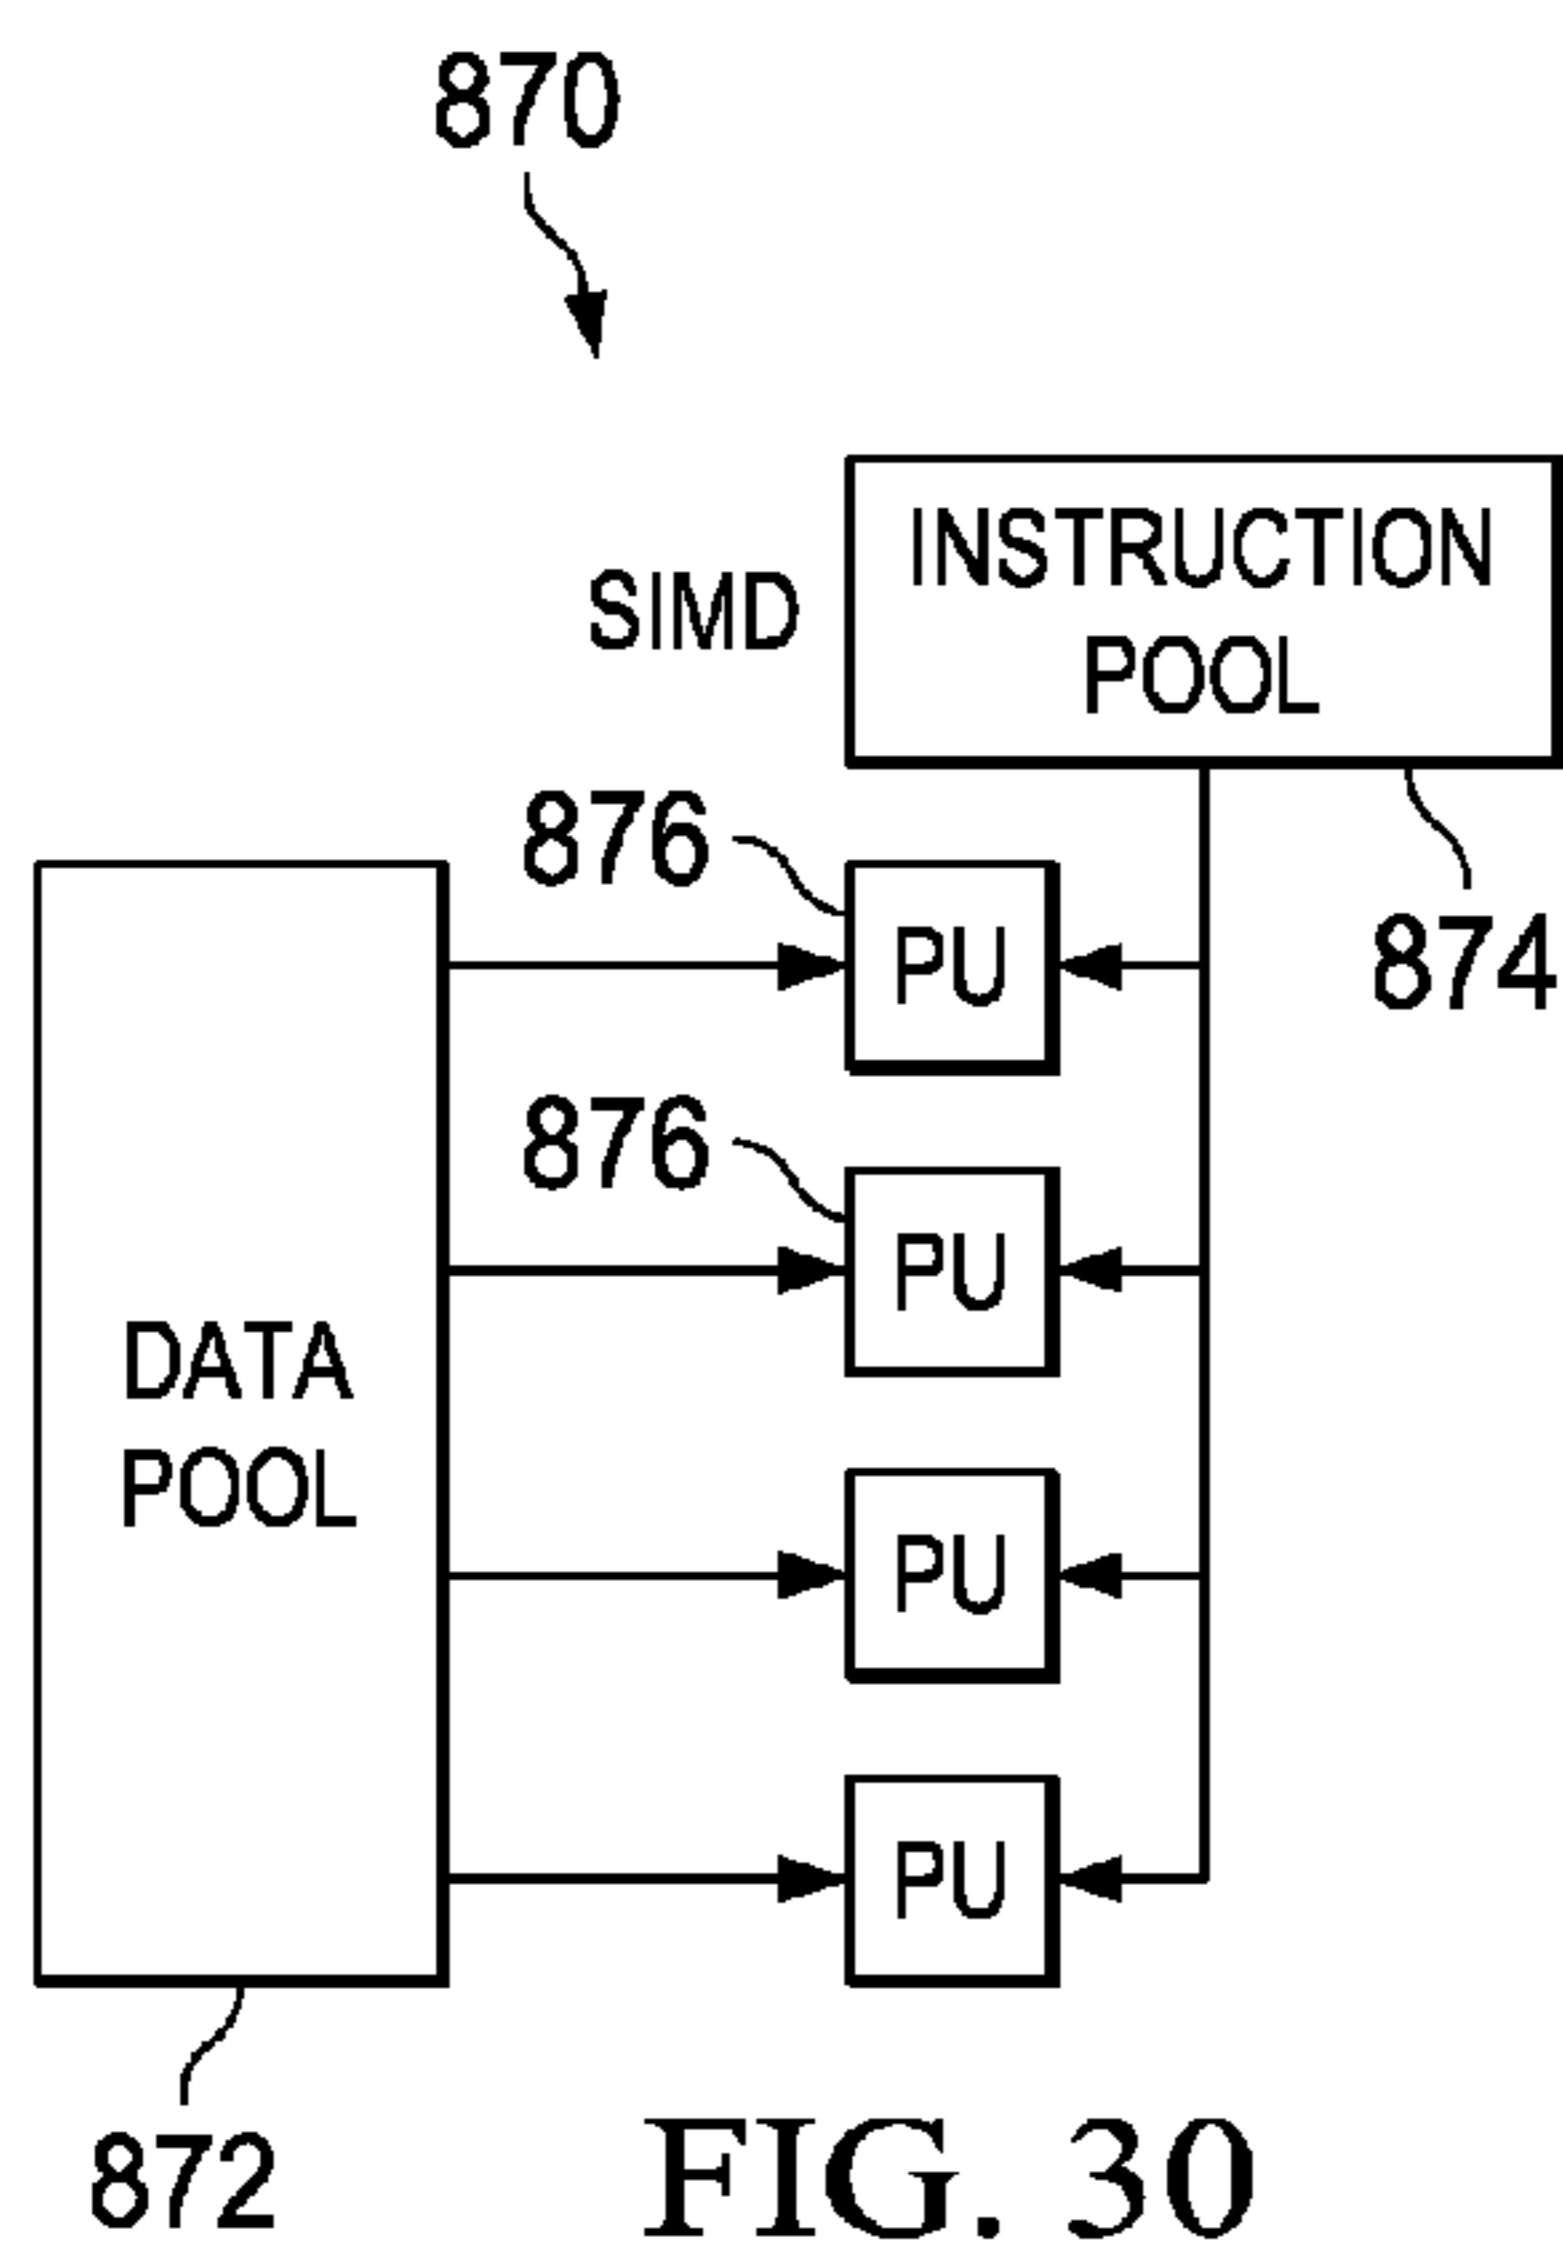 870
SIMD
INSTRUCTION
POOL
876
PU
874
876
PU
DATA
POOL
PU
PU
872
FIG. 30